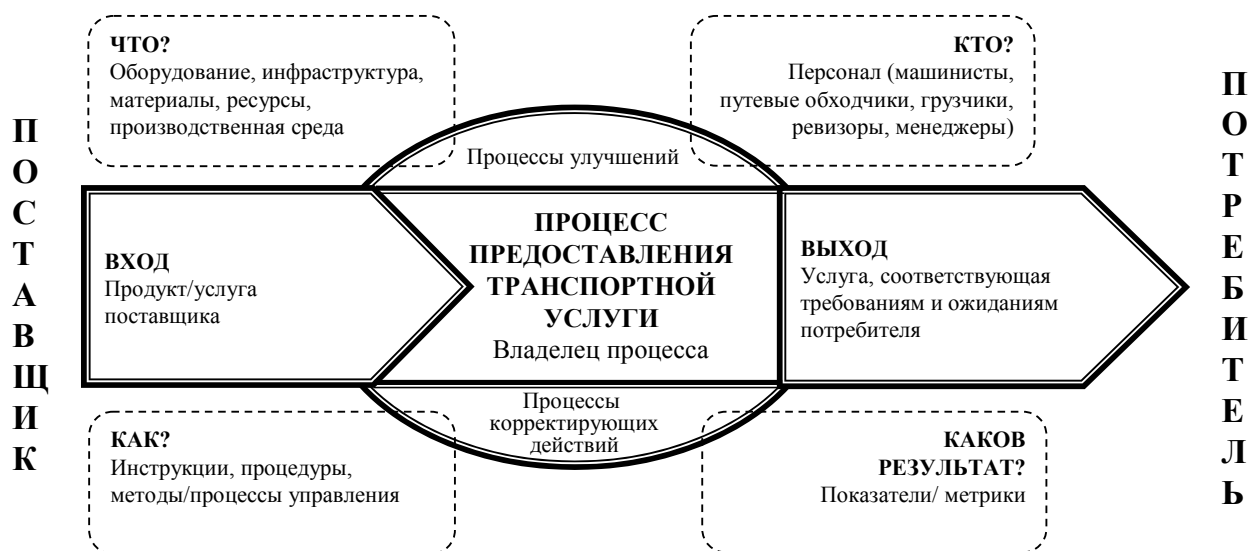 ПОСТАВЩИК
ЧТО?
Оборудование, инфраструктура,
материалы, ресурсы,
производственная среда
КТО?
Персонал (машинисты,
путевые обходчики, грузчики,
ревизоры, менеджеры)
Процессы улучшений
ВХОД
Продукт/услуга
поставщика
ПРОЦЕСС
ПРЕДОСТАВЛЕНИЯ
ТРАНСПОРТНОЙ
УСЛУГИ
Владелец процесса
ВЫХОД
Услуга, соответствующая
требованиям и ожиданиям
потребителя
Процессы
корректирующих
действий
КАК?
Инструкции, процедуры,
методы/процессы управления
КАКОВ
РЕЗУЛЬТАТ?
Показатели/ метрики
ПОТРЕБИТЕЛЬ